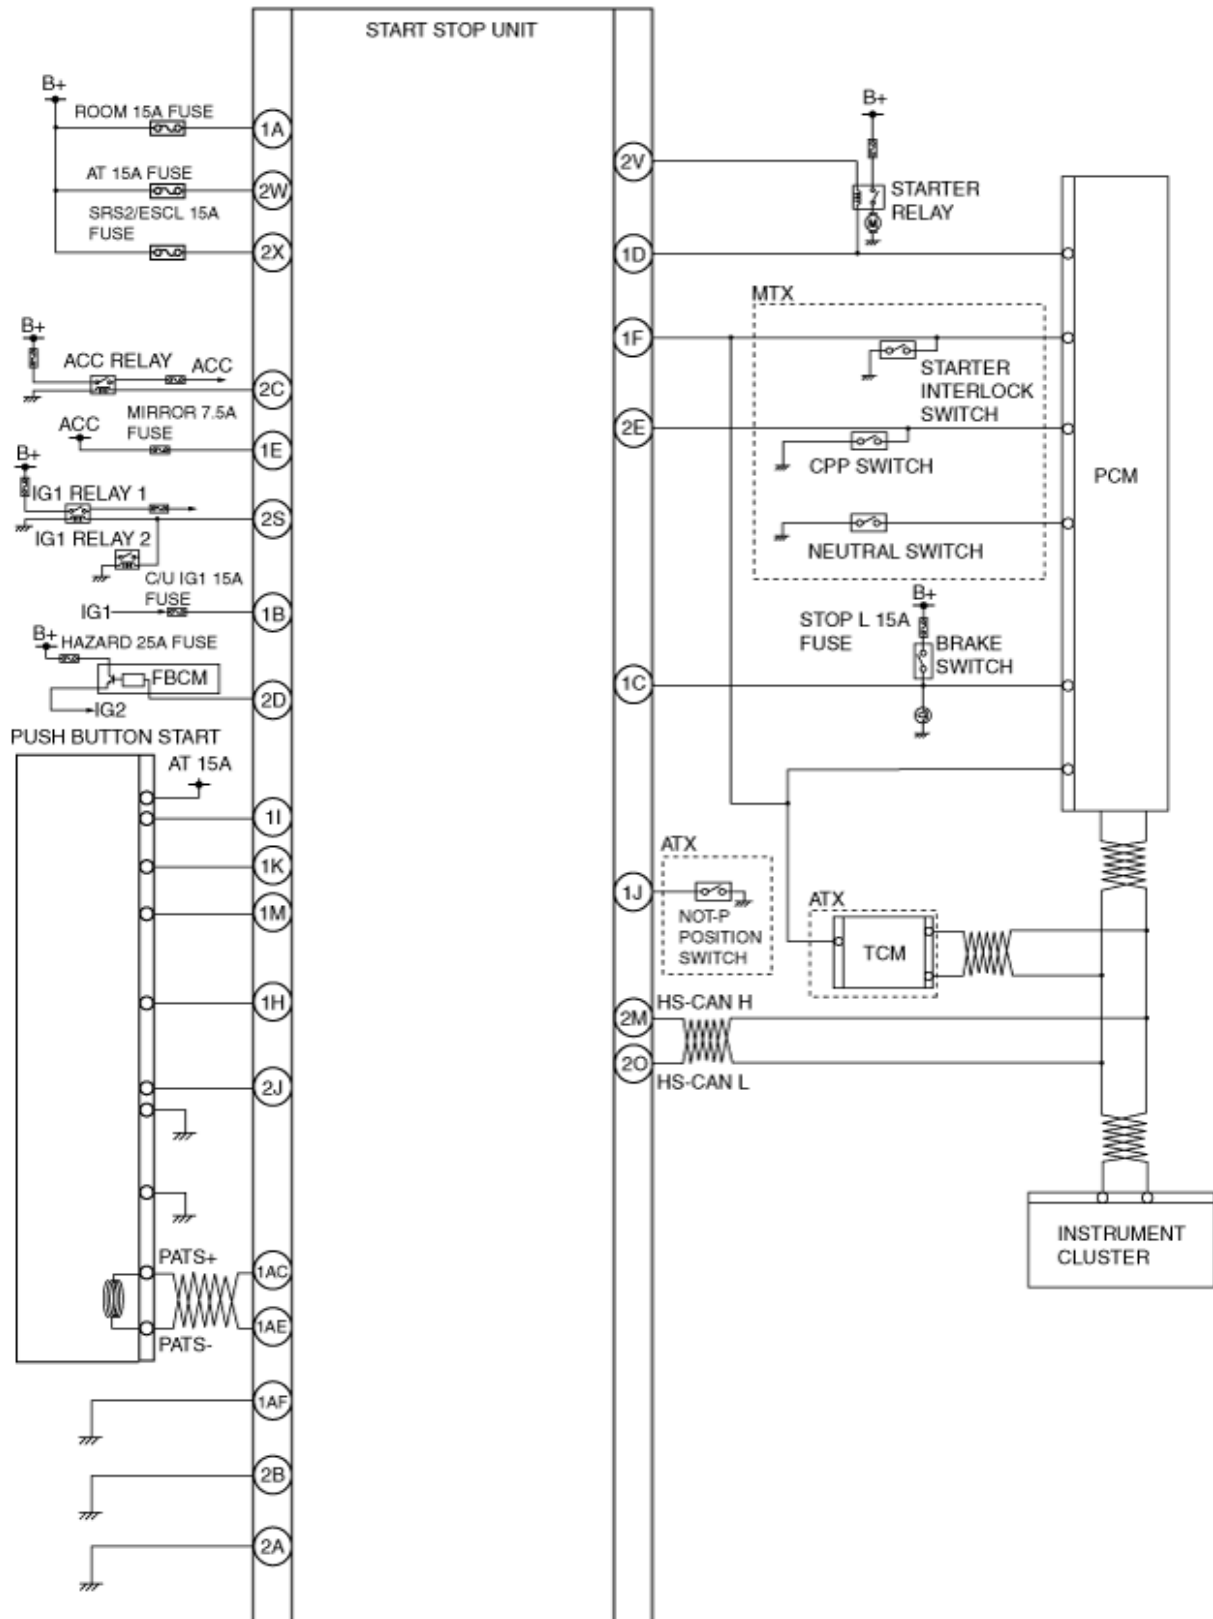 START STOP UNIT
B+
ROOM 15A FUSE
1A
AT 15A FUSE
2W
SRS2/ESCL 15A
FUSE
2X
B+
ACC RELAY
ACC
2C
MIRROR 7.5A
FUSE
ACC
1E
B+
IG1 RELAY 1
2S
IG1 RELAY 2
C/U IG1 15A
FUSE
IG1
1B
B+
HAZARD 25A FUSE
FBCM
2D
IG2
PUSH BUTTON START
AT 15A
1I
1K
1M
1H
2J
PATS+
1AC
1AE
PATS-
1AF
2B
2A
B+
2V
STARTER
RELAY
M
1D
MTX
1F
STARTER
INTERLOCK
SWITCH
2E
CPP SWITCH
PCM
NEUTRAL SWITCH
B+
STOP L 15A
FUSE
BRAKE
SWITCH
1C
ATX
1J
NOT-P
POSITION
SWITCH
ATX
TCM
2M
HS-CAN H
2O
HS-CAN L
INSTRUMENT
CLUSTER